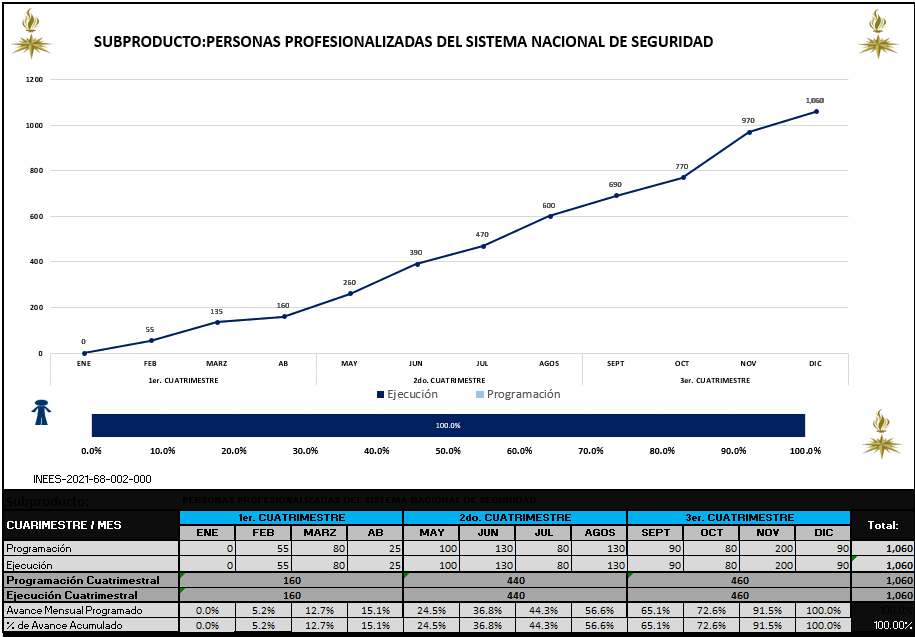 SUBPRODUCTO:PERSONAS PROFESIONALIZADAS DEL SISTEMA NACIONAL DE SEGURIDAD
1200
1000
800
600
400
200
0
0 55 135 160 260 390 470 600 690 770 970 1,060
ENE FEB MARZ AB MAY JUN JUL AGOS SEPT OCT NOV DIC
1er. CUATRIMESTRE 2do. CUATRIMESTRE 3er. CUATRIMESTRE
Ejecución Programación
100.0%
0.0% 10.0% 20.0% 30.0% 40.0% 50.0% 60.0% 70.0% 80.0% 90.0% 100.0%
INEES-2021-68-002-000
Subproducto: PERSONAS PROFESIONALIZADAS DEL SISTEMA NACIONAL DE SEGURIDAD
CUARIMESTRE / MES 1er. CUATRIMESTRE 2do. CUATRIMESTRE 3er. CUATRIMESTRE Total:
ENE FEB MARZ AB MAY JUN JUL AGOS SEPT OCT NOV DIC
Programación 0 55 80 25 100 130 80 130 90 80 200 90 1,060
Ejecución 0 55 80 25 100 130 80 130 90 80 200 90 1,060
Programación Cuatrimestral 160 440 460 1,060
Ejecución Cuatrimestral 160 440 460 1,060
Avance Mensual Programado 0.0% 5.2% 12.7% 15.1% 24.5% 36.8% 44.3% 56.6% 65.1% 72.6% 91.5% 100.0% 100.0%
% de Avance Acumulado 0.0% 5.2% 12.7% 15.1% 24.5% 36.8% 44.3% 56.6% 65.1% 72.6% 91.5% 100.0% 100.00%